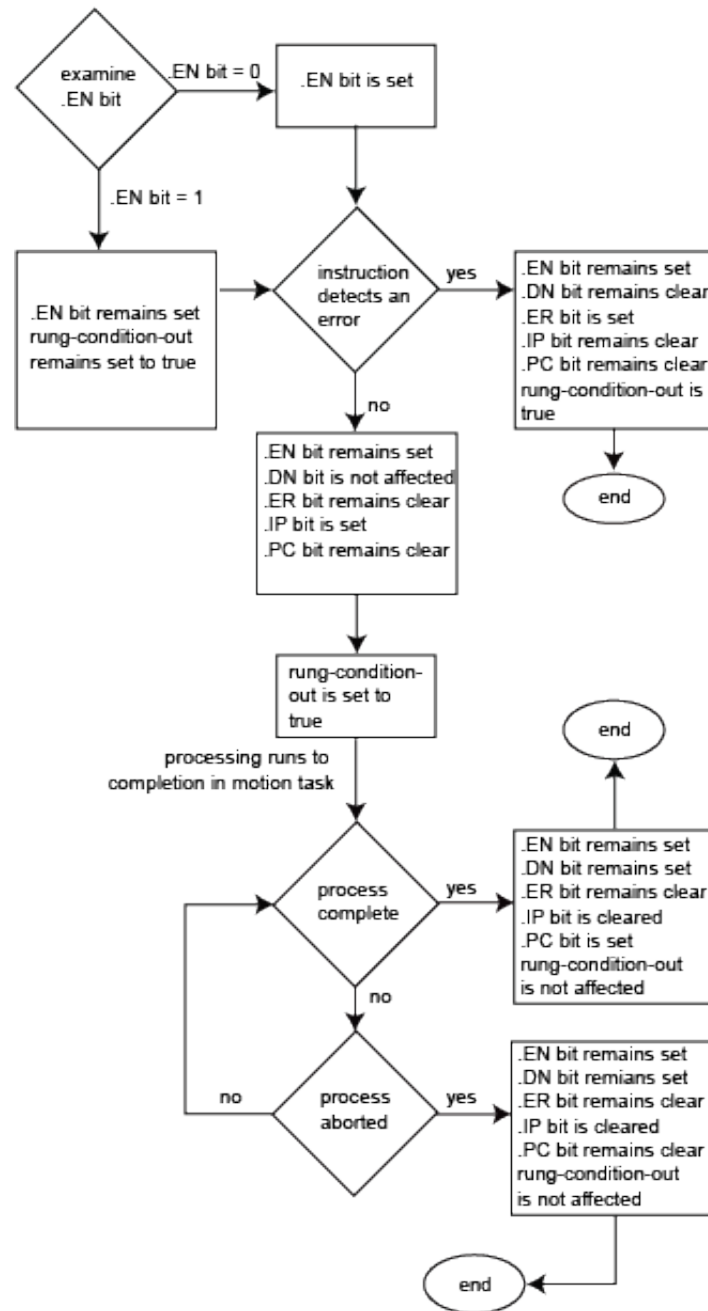 examine
.EN bit
.EN bit = 0
.EN bit is set
.EN bit = 1
.EN bit remains set
rung-condition-out
remains set to true
instruction
detects an
error
yes
.EN bit remains set
.DN bit remains clear
.ER bit is set
.IP bit remains clear
.PC bit remains clear
rung-condition-out is
true
end
no
.EN bit remains set
.DN bit is not affected
.ER bit remains clear
.IP bit is set
.PC bit remains clear
rung-condition-
out is set to
true
processing runs to
completion in motion task
process
complete
yes
.EN bit remains set
.DN bit remains set
.ER bit remains clear
.IP bit is cleared
.PC bit is set
rung-condition-out
is not affected
end
no
process
aborted
no
yes
.EN bit remains set
.DN bit remians set
.ER bit remains clear
.IP bit is cleared
.PC bit remains clear
rung-condition-out
is not affected
end